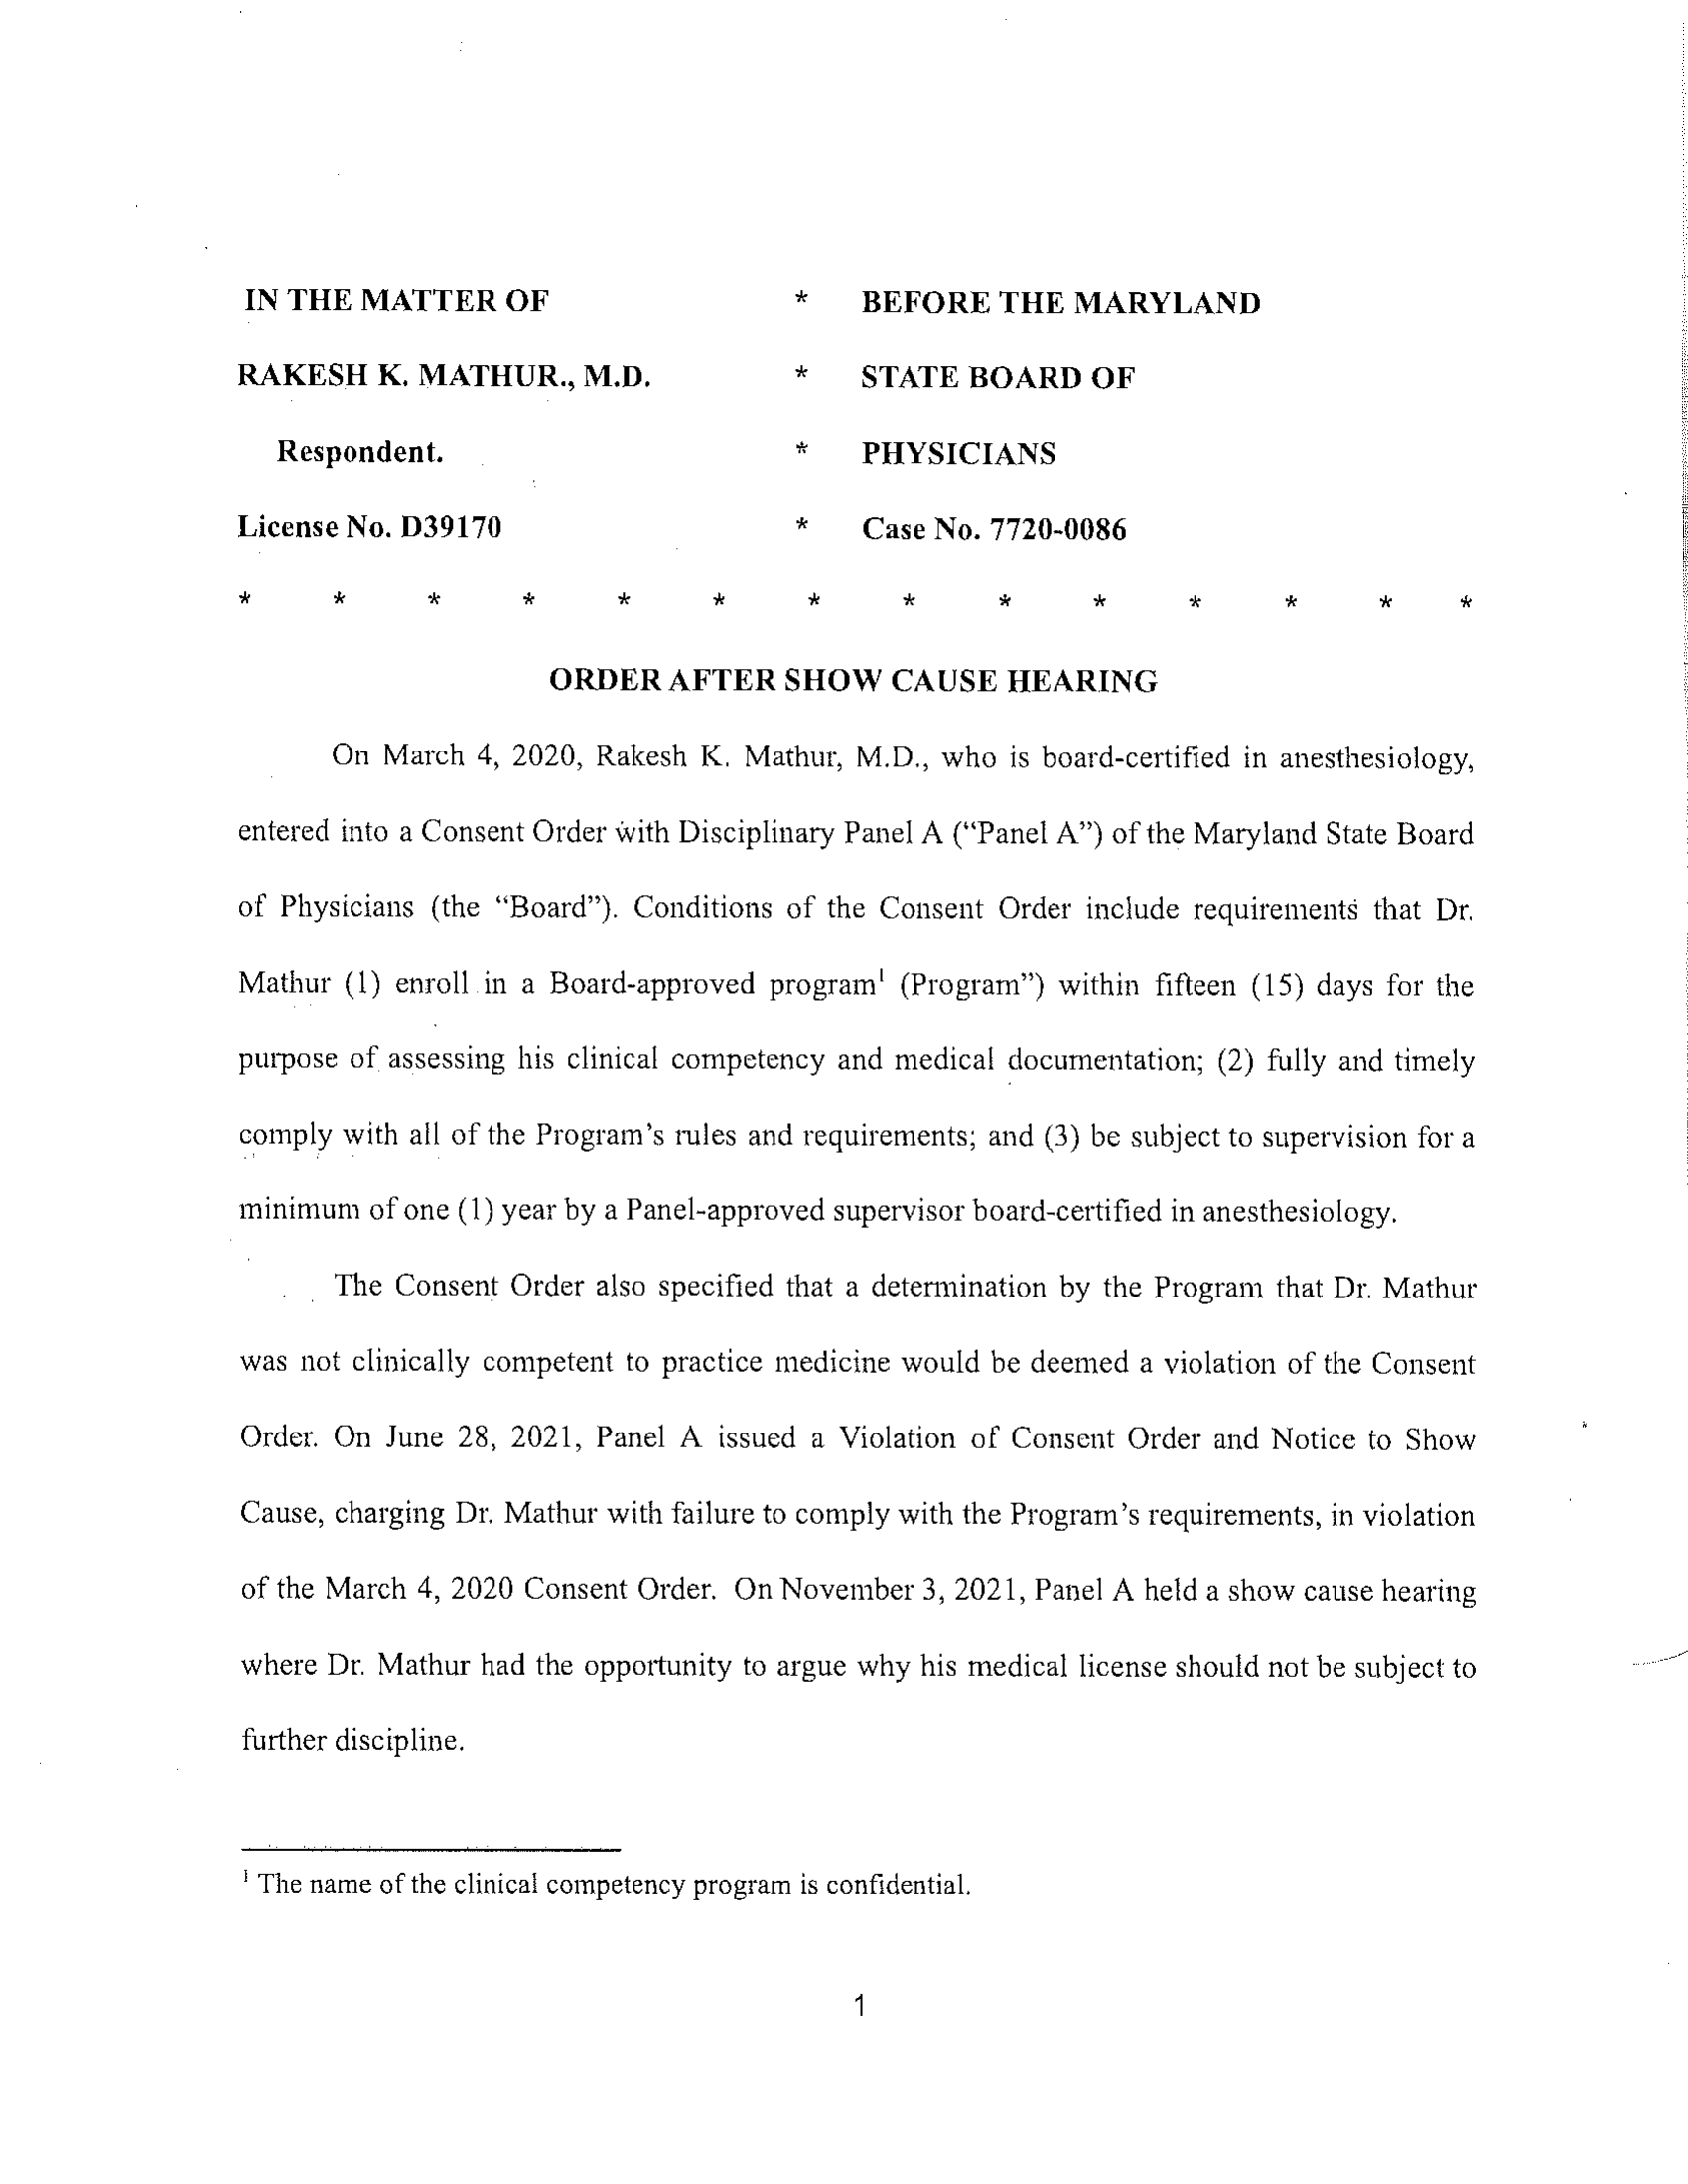 IN THE MATTER OF * BEFORE THE MARYLAND
RAKESH K. MATHUR., M.D. * STATE BOARD OF
Respondent. * PHYSICIANS
License No. D39170 * Case No. 7720-0086
* * * * * * * * * * * * * *
ORDER AFTER SHOW CAUSE HEARING
On March 4, 2020, Rakesh K. Mathur, M.D., who is board-certified in anesthesiology,
entered into a Consent Order with Disciplinary Panel A (“Panel A”) of the Maryland State Board
of Physicians (the “Board”). Conditions of the Consent Order include requirements that Dr.
Mathur (1) enroll in a Board-approved program¹ (Program”) within fifteen (15) days for the
purpose of assessing his clinical competency and medical documentation; (2) fully and timely
comply with all of the Program’s rules and requirements; and (3) be subject to supervision for a
minimum of one (1) year by a Panel-approved supervisor board-certified in anesthesiology.
The Consent Order also specified that a determination by the Program that Dr. Mathur
was not clinically competent to practice medicine would be deemed a violation of the Consent
Order. On June 28, 2021, Panel A issued a Violation of Consent Order and Notice to Show
Cause, charging Dr. Mathur with failure to comply with the Program’s requirements, in violation
of the March 4, 2020 Consent Order. On November 3, 2021, Panel A held a show cause hearing
where Dr. Mathur had the opportunity to argue why his medical license should not be subject to
further discipline.
¹ The name of the clinical competency program is confidential.
1